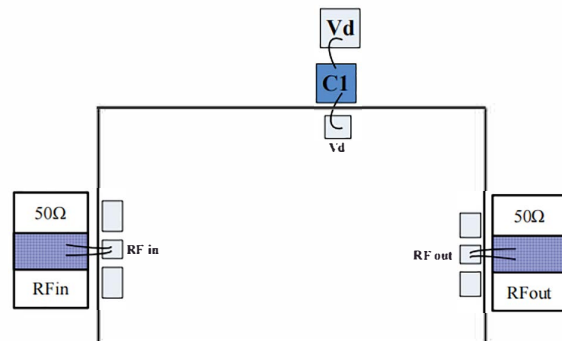 Vd
C1
Vd
50Ω
RF in
RFin
50Ω
RF out
RFout